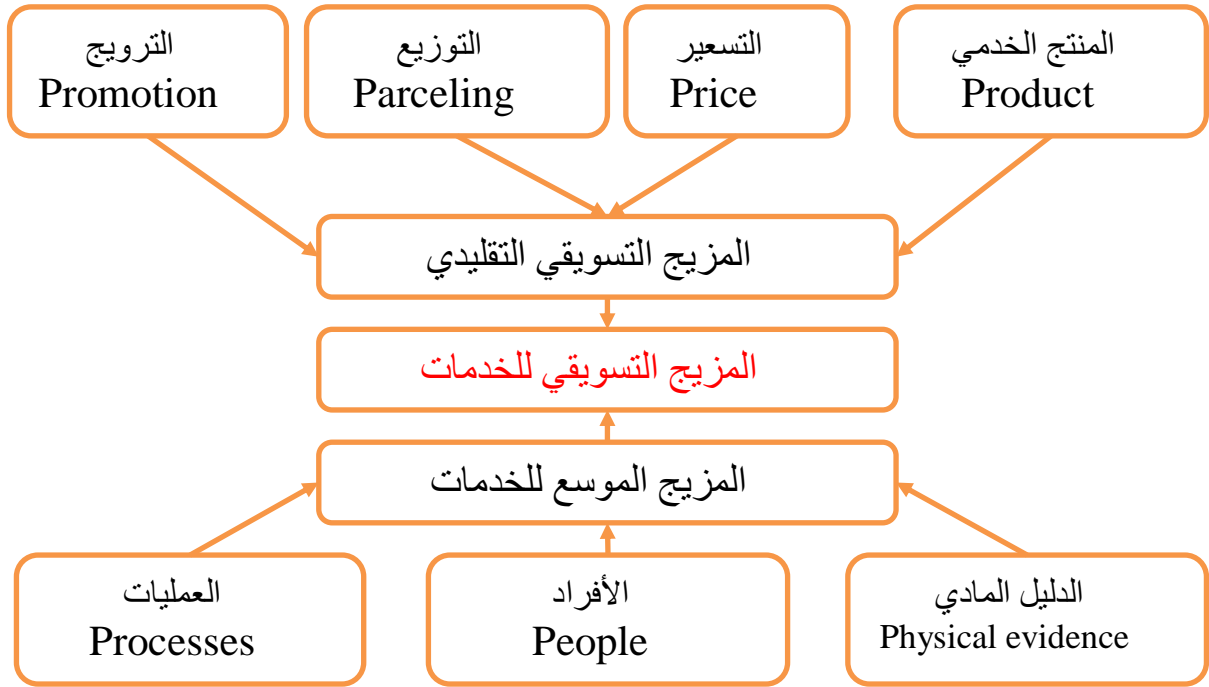 المنتج الخدمي
Product
التسعير
Price
التوزيع
Parceling
الترويج
Promotion
المزيج التسويقي التقليدي
المزيج التسويقي للخدمات
المزيج الموسع للخدمات
الدليل المادي
Physical evidence
الأفراد
People
العمليات
Processes